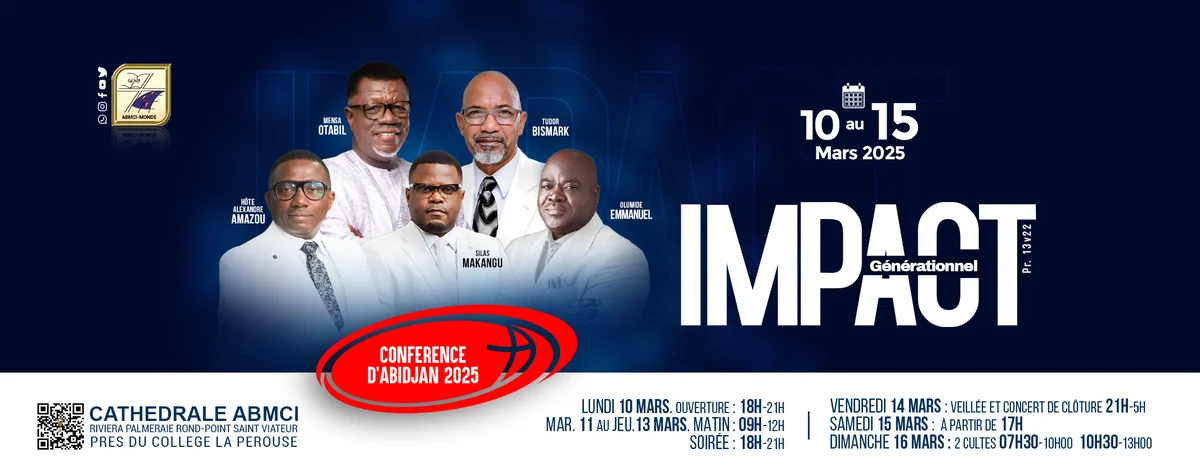 ABMCI-MONDE
MENSA
OTABIL
TUDOR
BISMARK
HÔTE
ALEXANDRE
AMAZOU
SILAS
MAKANGU
OLUMIDE
EMMANUEL
10 au 15
Mars 2025
IMPACT
Générationnel
Pr. 13v22
CONFERENCE
D'ABIDJAN 2025
CATHEDRALE ABMCI
RIVIERA PALMERAIE ROND-POINT SAINT VIATEUR
PRES DU COLLEGE LA PEROUSE
LUNDI 10 MARS. OUVERTURE : 18H-21H
MAR. 11 AU JEU.13 MARS. MATIN : 09H-12H
SOIRÉE : 18H-21H
VENDREDI 14 MARS : VEILLÉE ET CONCERT DE CLÔTURE 21H-5H
SAMEDI 15 MARS : À PARTIR DE 17H
DIMANCHE 16 MARS : 2 CULTES 07H30-10H00 10H30-13H00